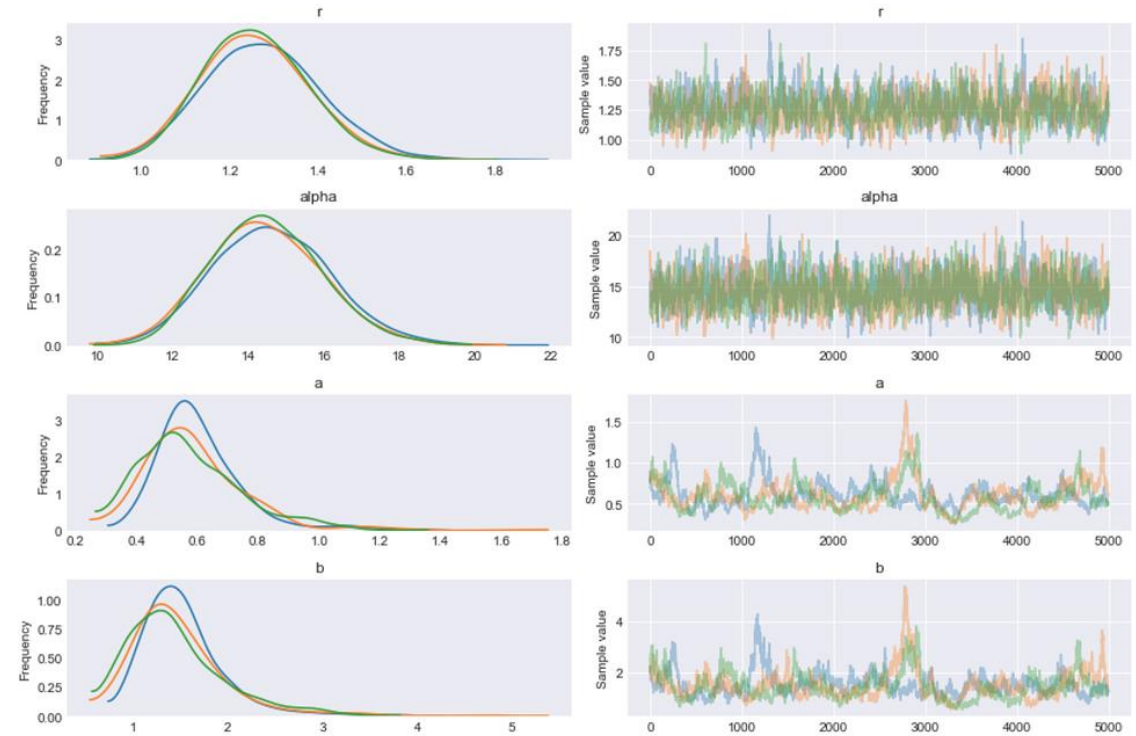 r
r
Frequency
3
2
1
0
1.0 1.2 1.4 1.6 1.8
Sample value
1.75
1.50
1.25
1.00
0 1000 2000 3000 4000 5000
alpha
alpha
Frequency
0.2
0.1
0.0
10 12 14 16 18 20 22
Sample value
20
15
10
0 1000 2000 3000 4000 5000
a
a
Frequency
3
2
1
0
0.2 0.4 0.6 0.8 1.0 1.2 1.4 1.6 1.8
Sample value
1.5
1.0
0.5
0 1000 2000 3000 4000 5000
b
b
Frequency
1.00
0.75
0.50
0.25
0.00
1 2 3 4 5
Sample value
4
2
0 1000 2000 3000 4000 5000